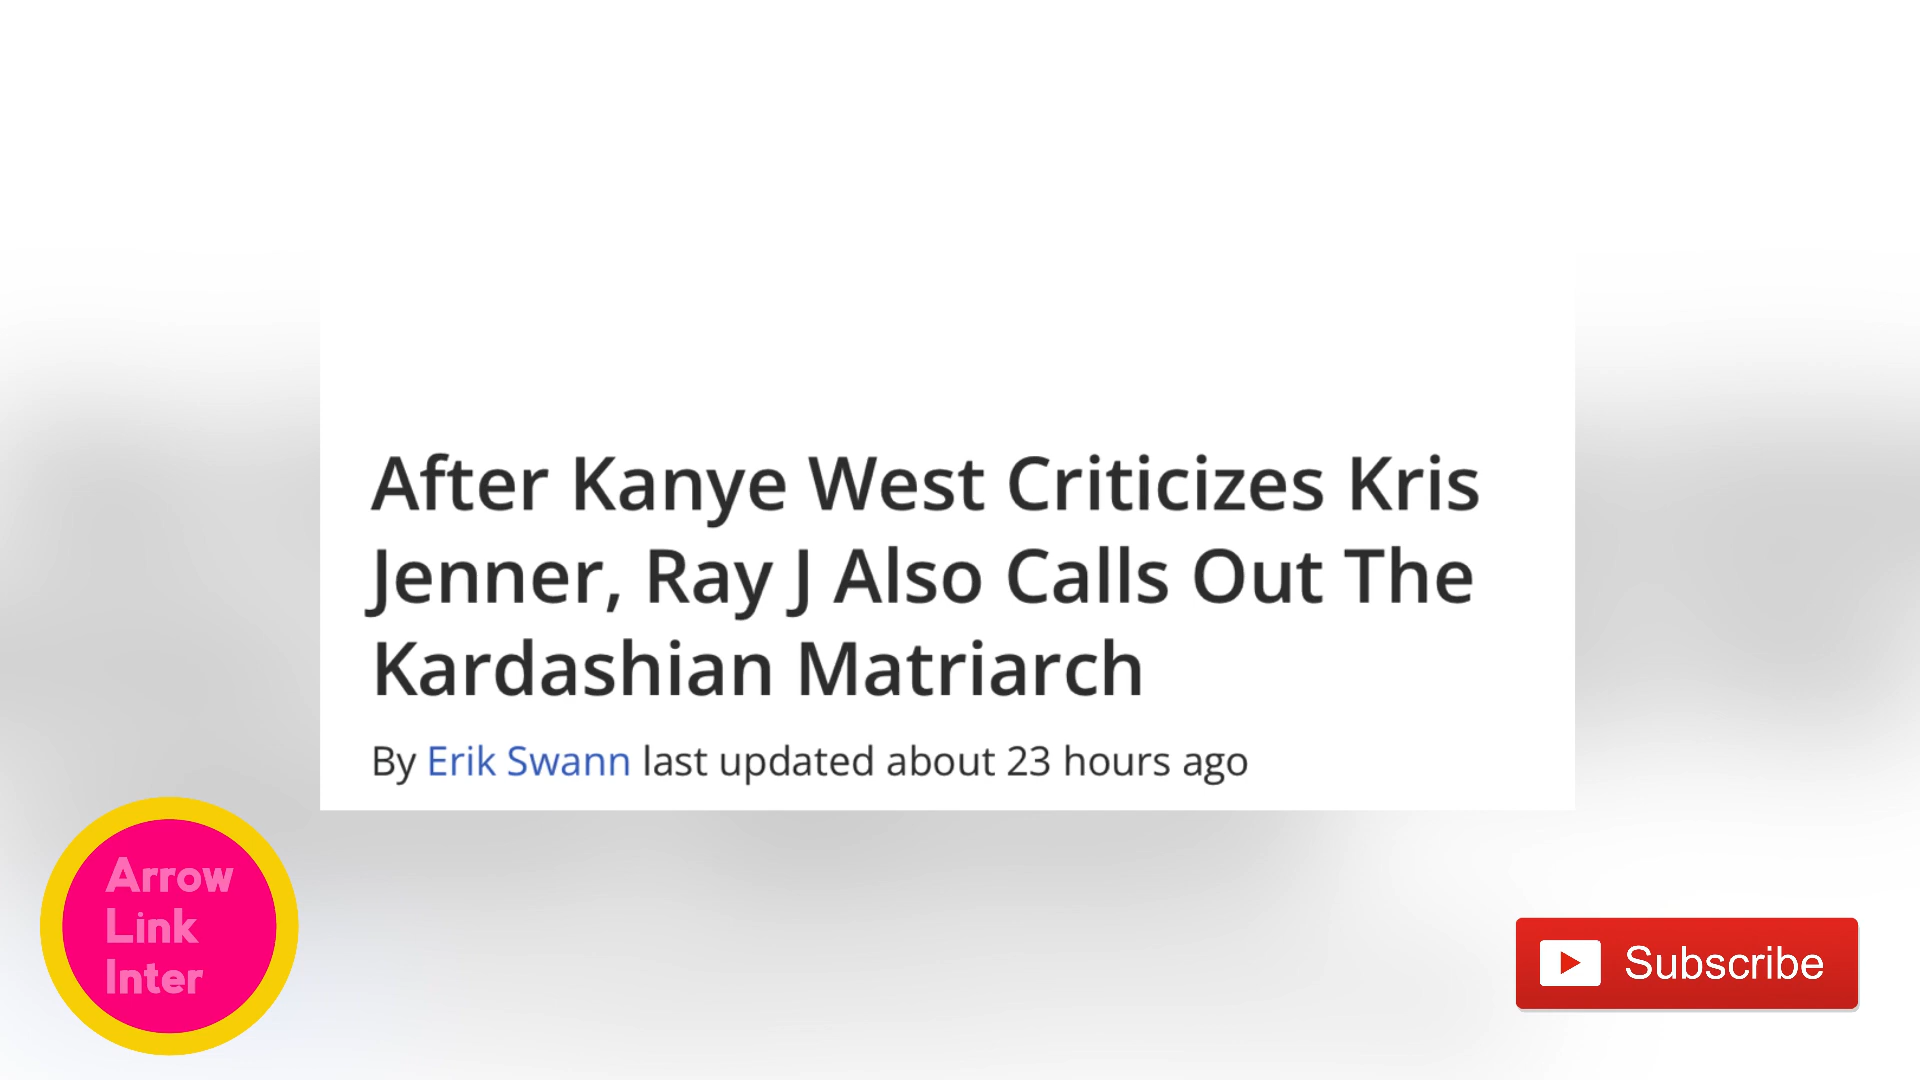 After Kanye West Criticizes Kris
Jenner, Ray J Also Calls Out The
Kardashian Matriarch
By Erik Swann last updated about 23 hours ago
Arrow
Link
Inter
Subscribe